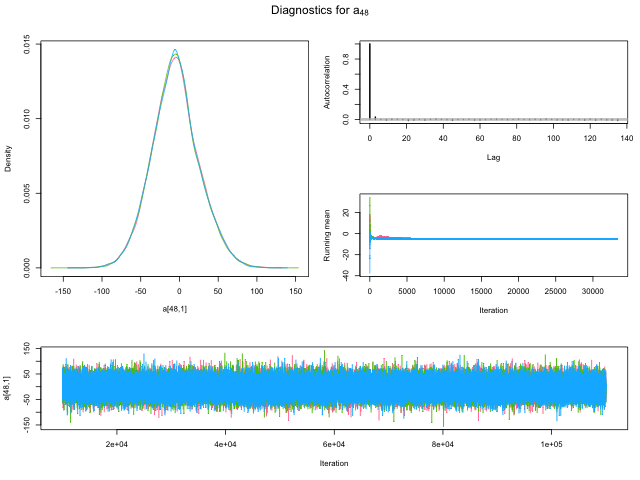 Diagnostics for a48
Density
0.000
0.005
0.010
0.015
-150
-100
-50
0
50
100
150
a[48,1]
Autocorrelation
0.0
0.4
0.8
0
20
40
60
80
100
120
140
Lag
Running mean
-40
-20
0
20
0
5000
10000
15000
20000
25000
30000
Iteration
a[48,1]
-150
-50
50
150
2e+04
4e+04
6e+04
8e+04
1e+05
Iteration